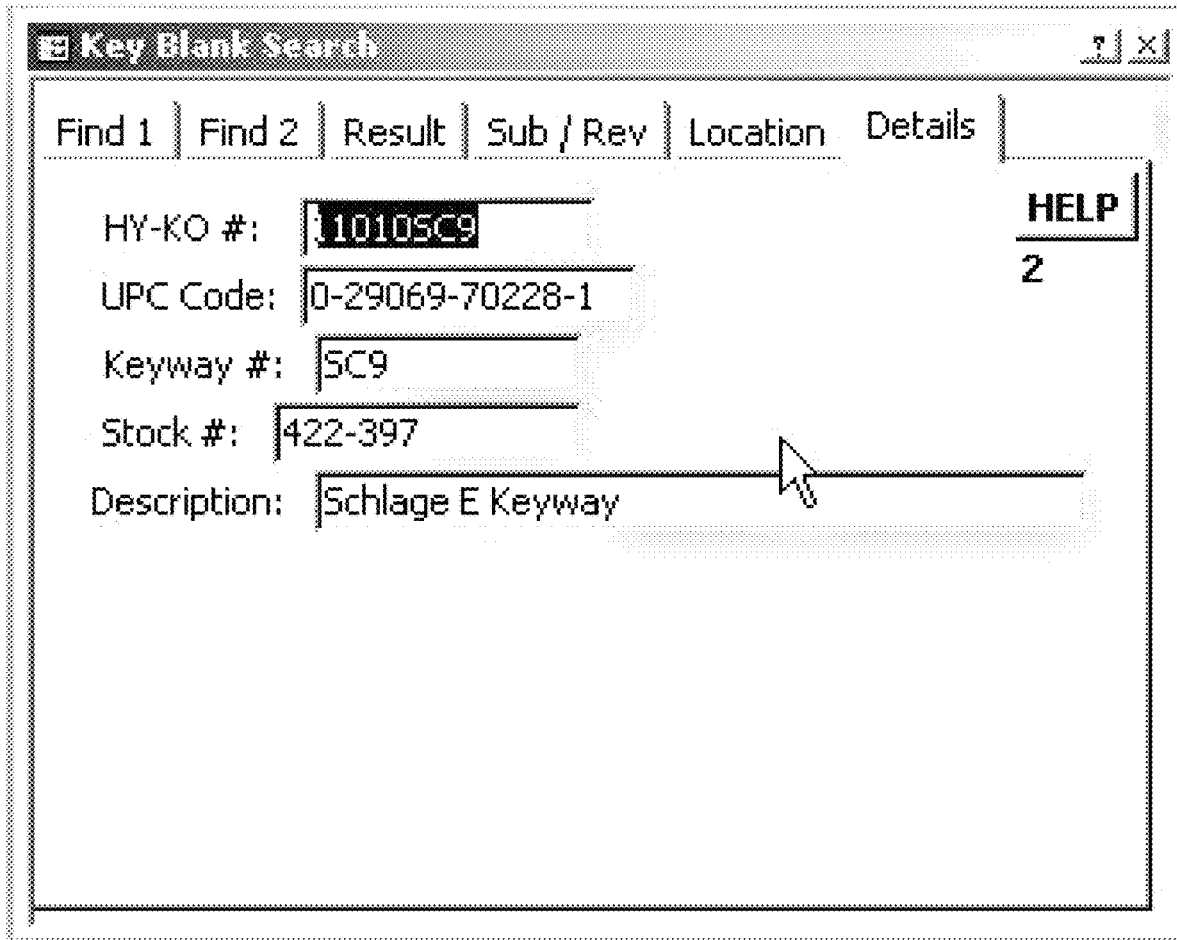 Key Blank Search
Find 1 Find 2 Result Sub / Rev Location Details
HELP
HY-KO #: 11010SC9
2
UPC Code: 0-29069-70228-1
Keyway #: SC9
Stock #: 422-397
Description: Schlage E Keyway